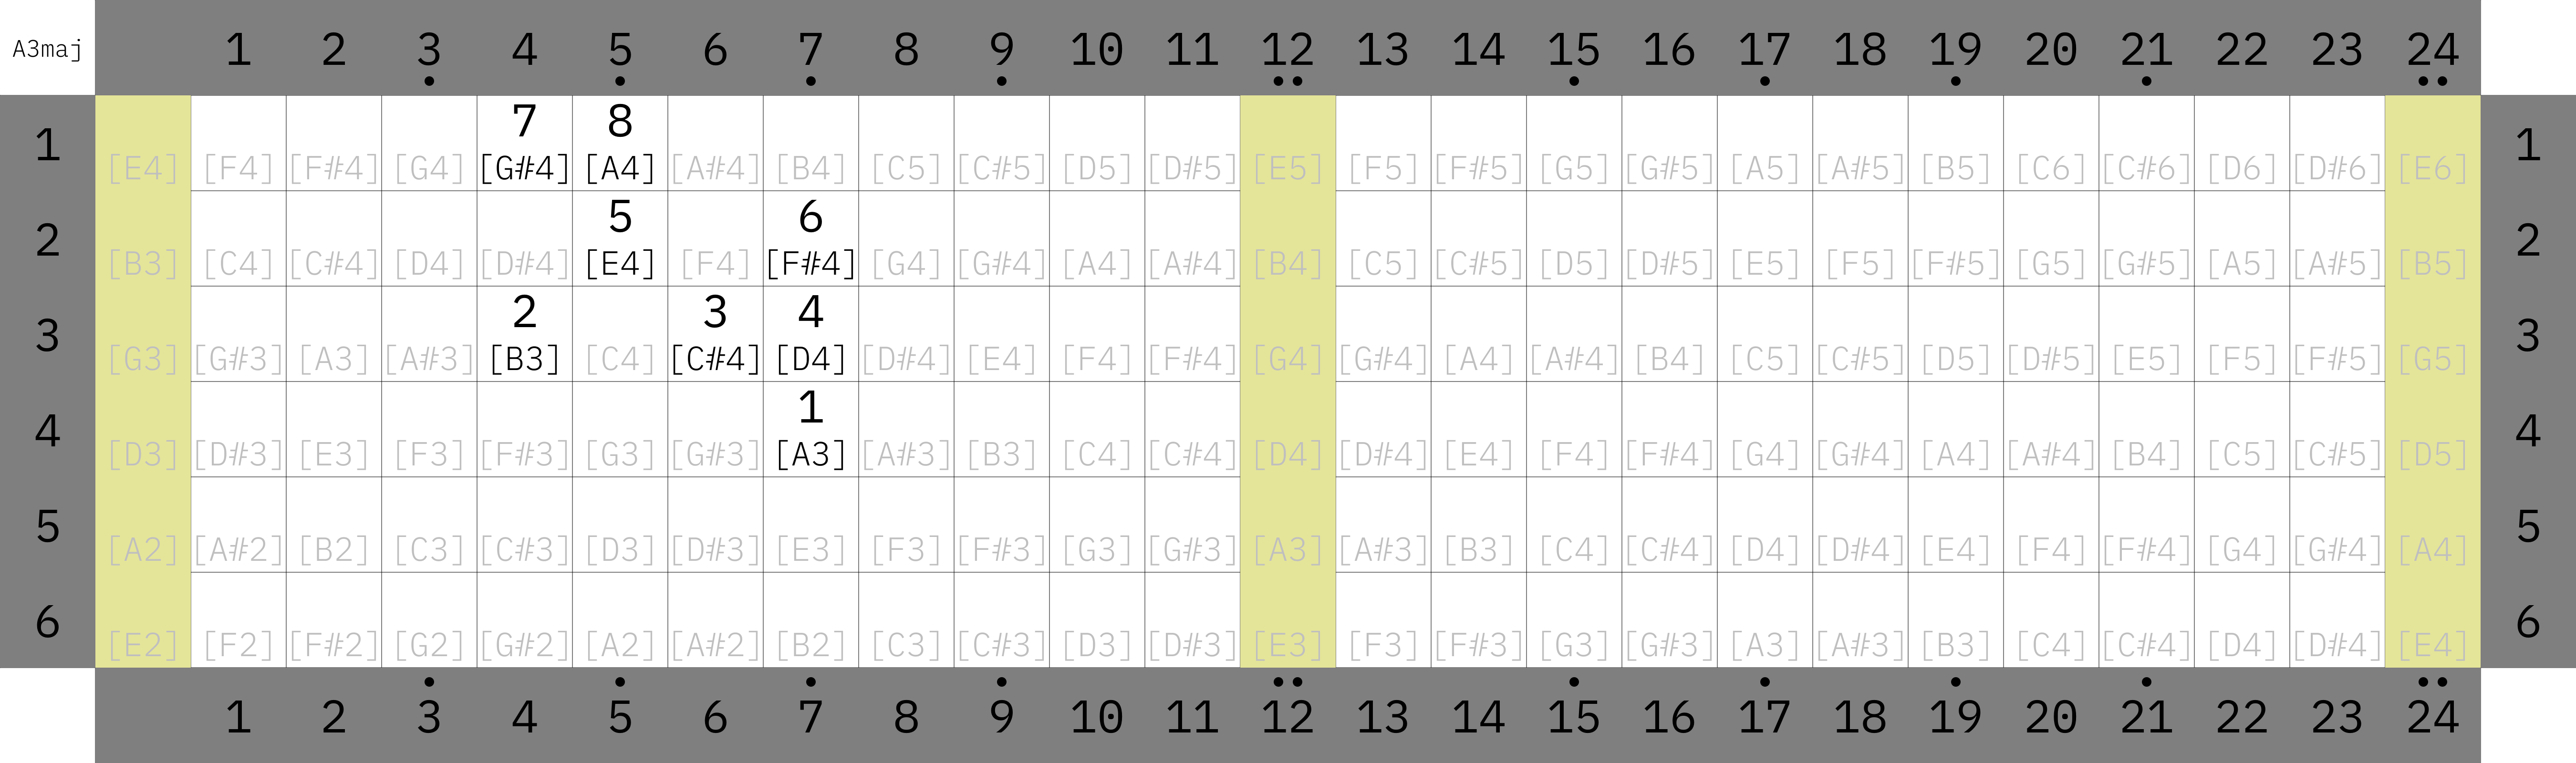 A3maj 1 2 3 4 5 6 7 8 9 10 11 12 13 14 15 16 17 18 19 20 21 22 23 24
7 8
1 [E4] [F4] [F#4] [G4] [G#4] [A4] [A#4] [B4] [C5] [C#5] [D5] [D#5] [E5] [F5] [F#5] [G5] [G#5] [A5] [A#5] [B5] [C6] [C#6] [D6] [D#6] [E6] 1
5 6
2 [B3] [C4] [C#4] [D4] [D#4] [E4] [F4] [F#4] [G4] [G#4] [A4] [A#4] [B4] [C5] [C#5] [D5] [D#5] [E5] [F5] [F#5] [G5] [G#5] [A5] [A#5] [B5] 2
2 3 4
3 [G3] [G#3] [A3] [A#3] [B3] [C4] [C#4] [D4] [D#4] [E4] [F4] [F#4] [G4] [G#4] [A4] [A#4] [B4] [C5] [C#5] [D5] [D#5] [E5] [F5] [F#5] [G5] 3
1
4 [D3] [D#3] [E3] [F3] [F#3] [G3] [G#3] [A3] [A#3] [B3] [C4] [C#4] [D4] [D#4] [E4] [F4] [F#4] [G4] [G#4] [A4] [A#4] [B4] [C5] [C#5] [D5] 4
5 [A2] [A#2] [B2] [C3] [C#3] [D3] [D#3] [E3] [F3] [F#3] [G3] [G#3] [A3] [A#3] [B3] [C4] [C#4] [D4] [D#4] [E4] [F4] [F#4] [G4] [G#4] [A4] 5
6 [E2] [F2] [F#2] [G2] [G#2] [A2] [A#2] [B2] [C3] [C#3] [D3] [D#3] [E3] [F3] [F#3] [G3] [G#3] [A3] [A#3] [B3] [C4] [C#4] [D4] [D#4] [E4] 6
1 2 3 4 5 6 7 8 9 10 11 12 13 14 15 16 17 18 19 20 21 22 23 24